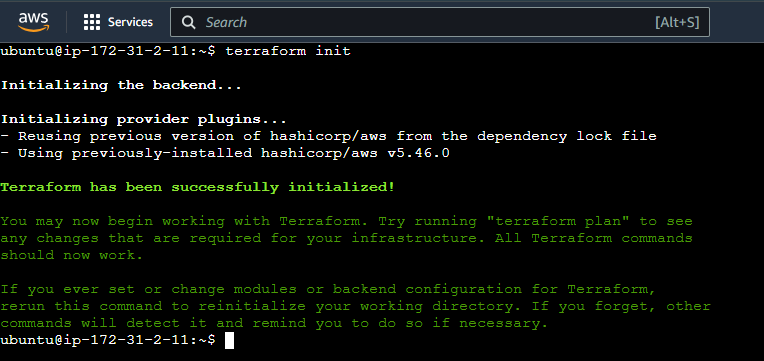 aws
Services
Search
[Alt+S]
ubuntu@ip-172-31-2-11:~$ terraform init
Initializing the backend...
Initializing provider plugins...
- Reusing previous version of hashicorp/aws from the dependency lock file
- Using previously-installed hashicorp/aws v5.46.0
Terraform has been successfully initialized!
You may now begin working with Terraform. Try running "terraform plan" to see
any changes that are required for your infrastructure. All Terraform commands
should now work.
If you ever set or change modules or backend configuration for Terraform,
rerun this command to reinitialize your working directory. If you forget, other
commands will detect it and remind you to do so if necessary.
ubuntu@ip-172-31-2-11:~$